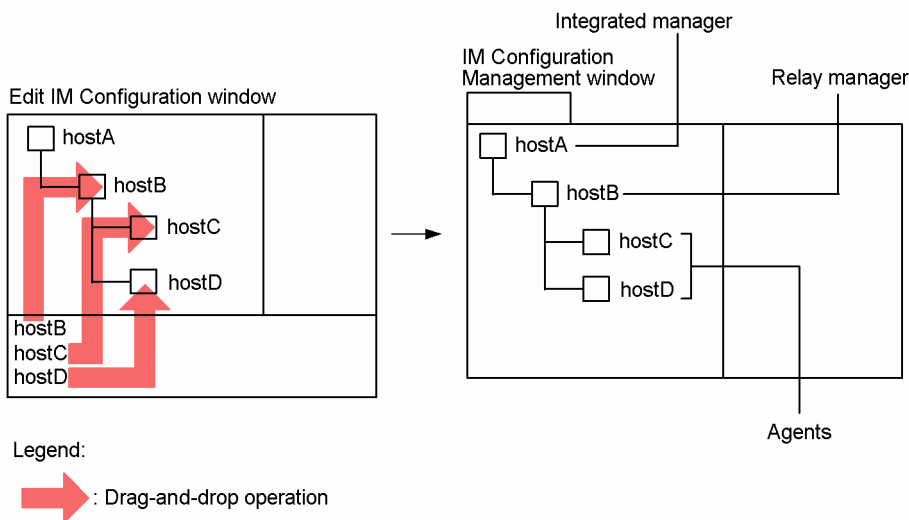 Integrated manager
IM Configuration
Management window
Relay manager
Edit IM Configuration window
hostA
hostB
hostC
hostD
hostB
hostC
hostD
hostA
hostB
hostC
hostD
Agents
Legend:
: Drag-and-drop operation